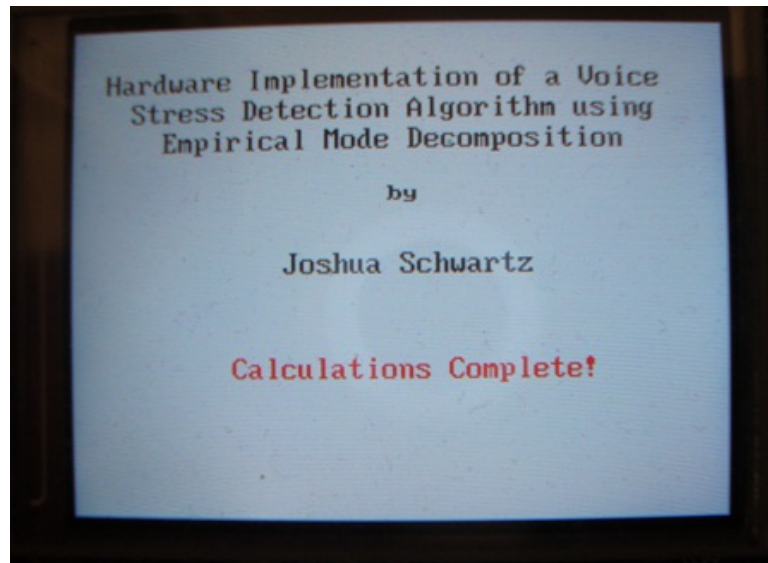 Hardware Implementation of a Voice
Stress Detection Algorithm using
Empirical Mode Decomposition
by
Joshua Schwartz
Calculations Complete!